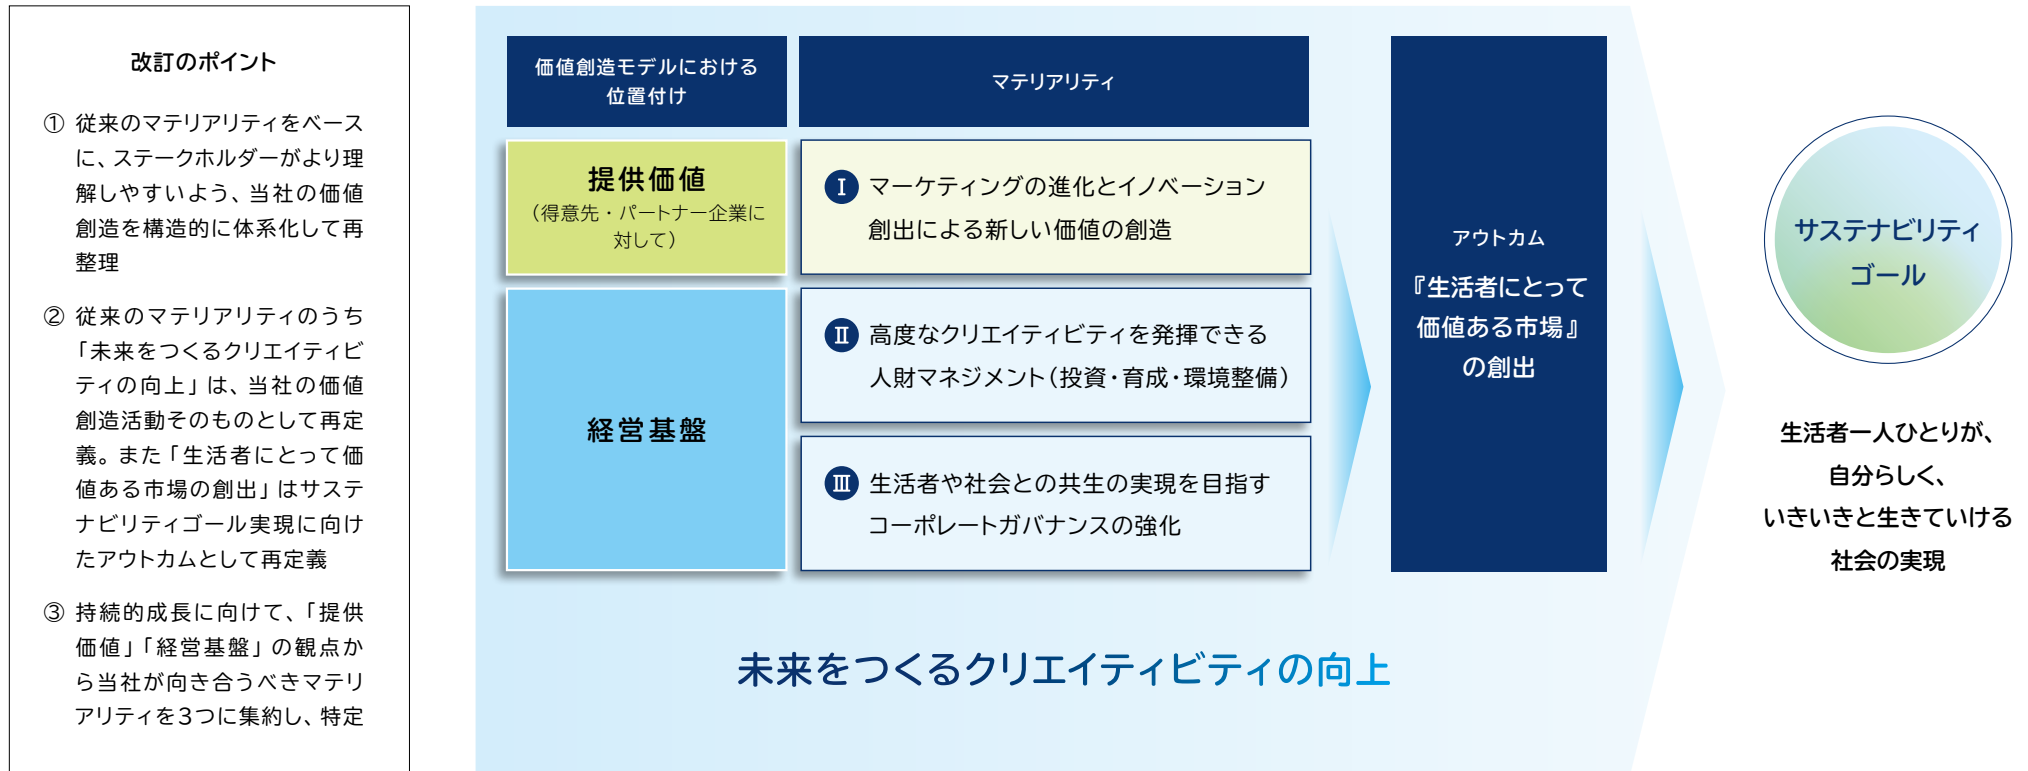 改訂のポイント
① 従来のマテリアリティをベース
に、ステークホルダーがより理
解しやすいよう、当社の価値
創造を構造的に体系化して再
整理
② 従来のマテリアリティのうち
「未来をつくるクリエイティビ
ティの向上」は、当社の価値
創造活動そのものとして再定
義。また「生活者にとって価
値ある市場の創出」はサステ
ナビリティゴール実現に向け
たアウトカムとして再定義
③ 持続的成長に向けて、「提供
価値」「経営基盤」の観点か
ら当社が向き合うべきマテリ
アリティを3つに集約し、特定
価値創造モデルにおける
位置付け
マテリアリティ
提供価値
(得意先・パートナー企業に
対して)
Ⅰ マーケティングの進化とイノベーション
創出による新しい価値の創造
経営基盤
Ⅱ 高度なクリエイティビティを発揮できる
人財マネジメント(投資・育成・環境整備)
Ⅲ 生活者や社会との共生の実現を目指す
コーポレートガバナンスの強化
アウトカム
『生活者にとって
価値ある市場』
の創出
未来をつくるクリエイティビティの向上
サステナビリティ
ゴール
生活者一人ひとりが、
自分らしく、
いきいきと生きていける
社会の実現